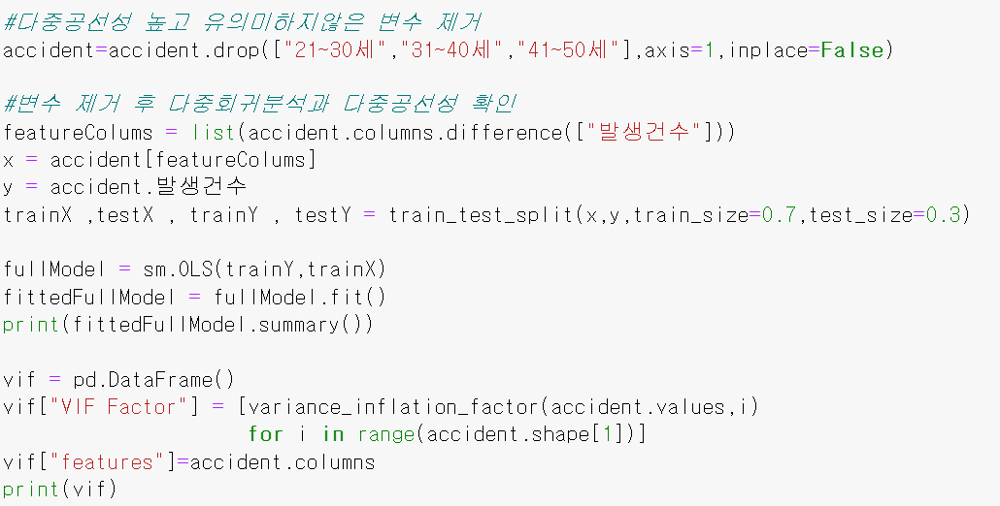 #다중공선성 높고 유의미하지않은 변수 제거
accident=accident.drop(["21~30세","31~40세","41~50세"],axis=1,inplace=False)
#변수 제거 후 다중회귀분석과 다중공선성 확인
featureColums = list(accident.columns.difference(["발생건수"]))
x = accident[featureColums]
y = accident.발생건수
trainX ,testX , trainY , testY = train_test_split(x,y,train_size=0.7,test_size=0.3)
fullModel = sm.OLS(trainY,trainX)
fittedFullModel = fullModel.fit()
print(fittedFullModel.summary())
vif = pd.DataFrame()
vif["VIF Factor"] = [variance_inflation_factor(accident.values,i)
for i in range(accident.shape[1])]
vif["features"]=accident.columns
print(vif)